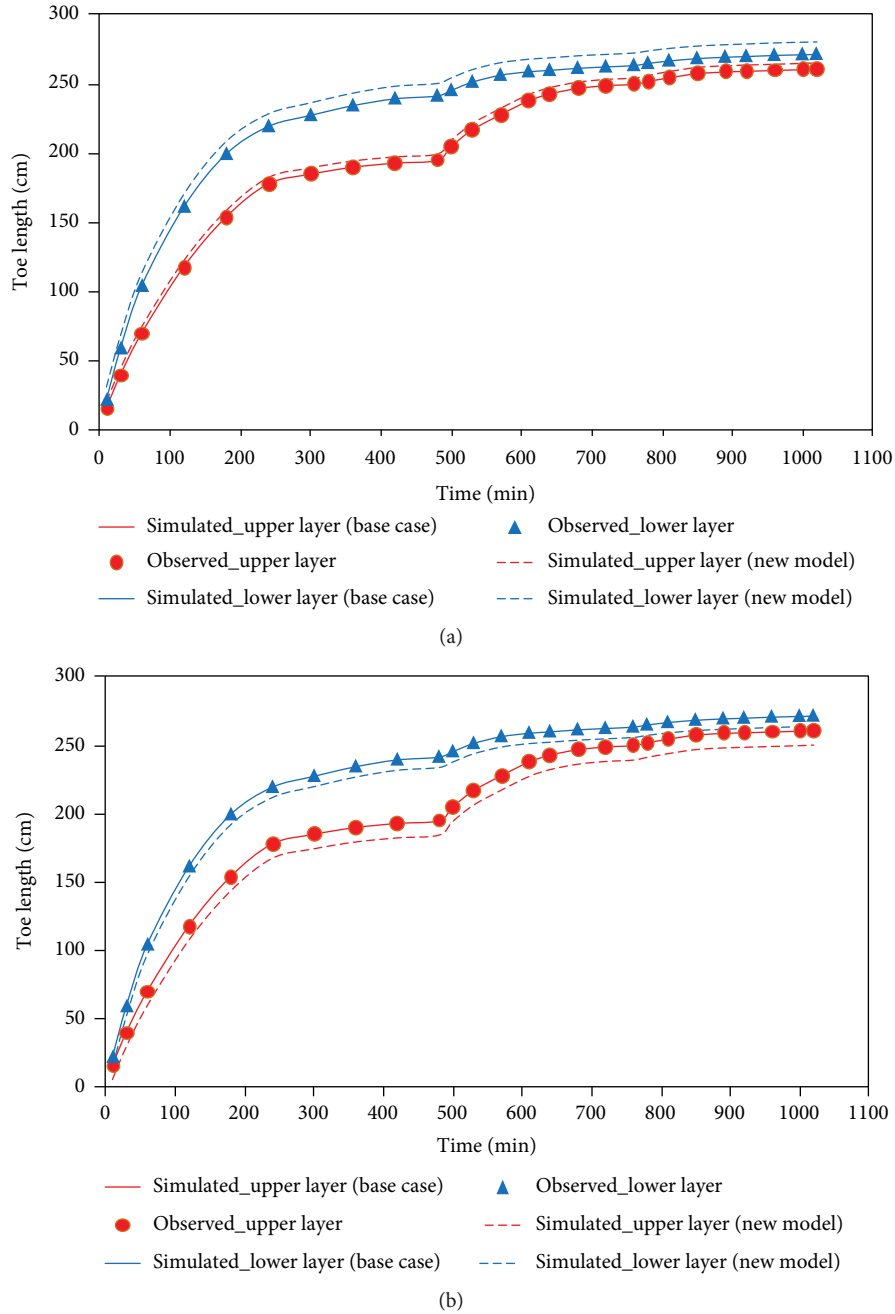 300
250
200
150
100
50
0
Toe length (cm)
0 100 200 300 400 500 600 700 800 900 1000 1100
Time (min)
Simulated_upper layer (base case) Observed_lower layer
Observed_upper layer Simulated_upper layer (new model)
Simulated_lower layer (base case) Simulated_lower layer (new model)
(a)
300
250
200
150
100
50
0
Toe length (cm)
0 100 200 300 400 500 600 700 800 900 1000 1100
Time (min)
Simulated_upper layer (base case) Observed_lower layer
Observed_upper layer Simulated_upper layer (new model)
Simulated_lower layer (base case) Simulated_lower layer (new model)
(b)